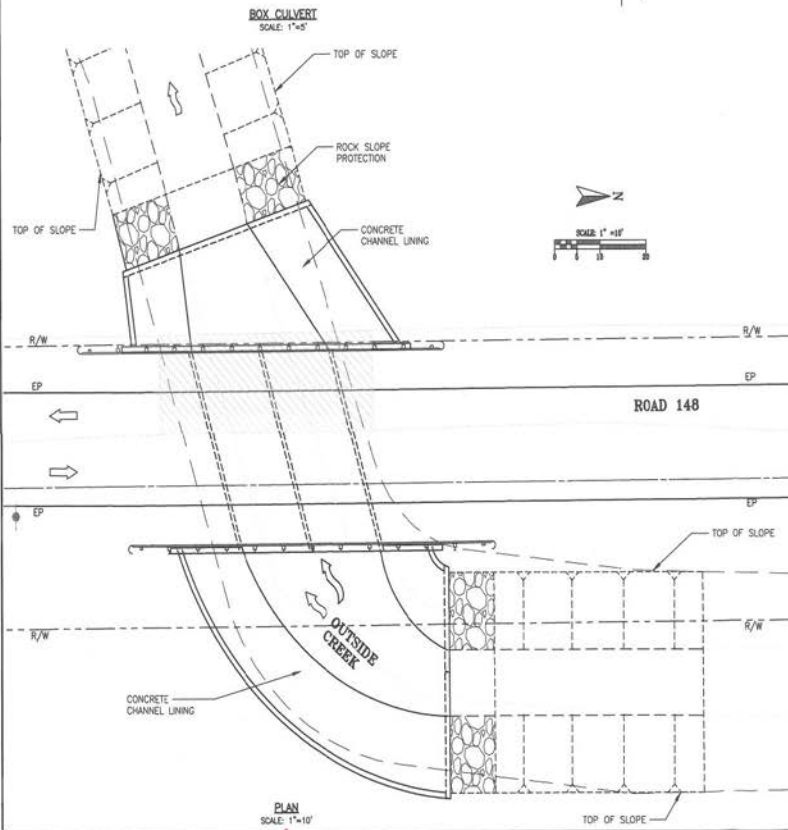 BOX CULVERT
SCALE: 1"=5'
TOP OF SLOPE
ROCK SLOPE
PROTECTION
TOP OF SLOPE
CONCRETE
CHANNEL LINING
N
SCALE: 1" =10'
0 5 10 20
R/W
R/W
EP
EP
ROAD 148
EP
EP
TOP OF SLOPE
OUTSIDE
CREEK
R/W
R/W
CONCRETE
CHANNEL LINING
PLAN
SCALE: 1"=10'
TOP OF SLOPE